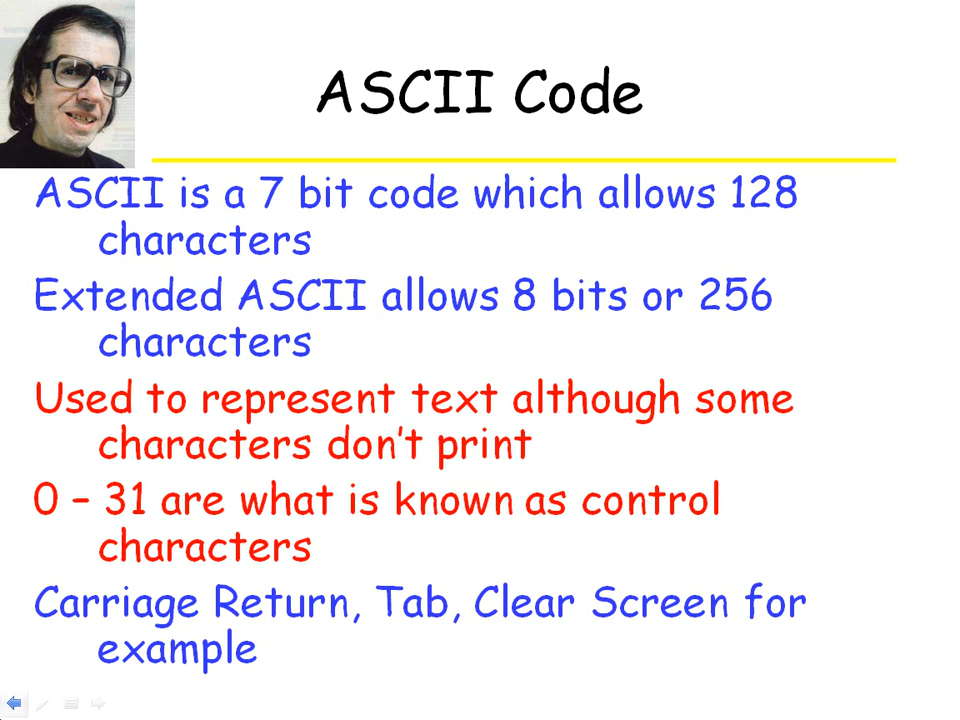 ASCII Code
ASCII is a 7 bit code which allows 128
characters
Extended ASCII allows 8 bits or 256
characters
Used to represent text although some
characters don't print
0 – 31 are what is known as control
characters
Carriage Return, Tab, Clear Screen for
example